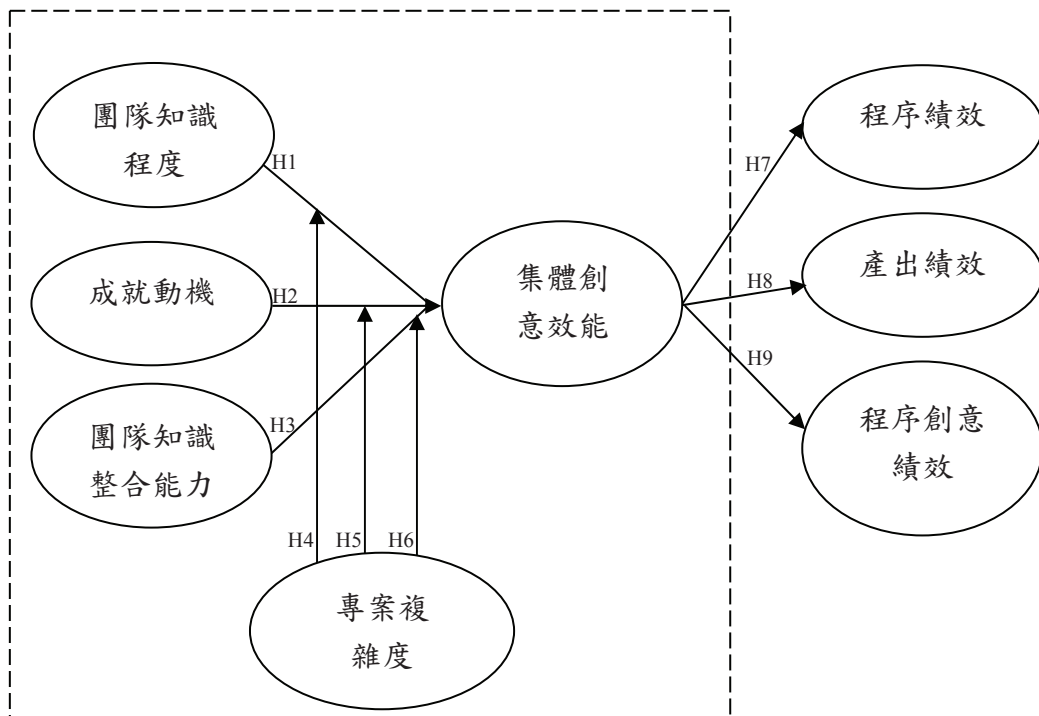 團隊知識
程度
H1
成就動機
H2
團隊知識
整合能力
H3
H4
H5
H6
專案複
雜度
集體創
意效能
H7
程序績效
H8
產出績效
H9
程序創意
績效